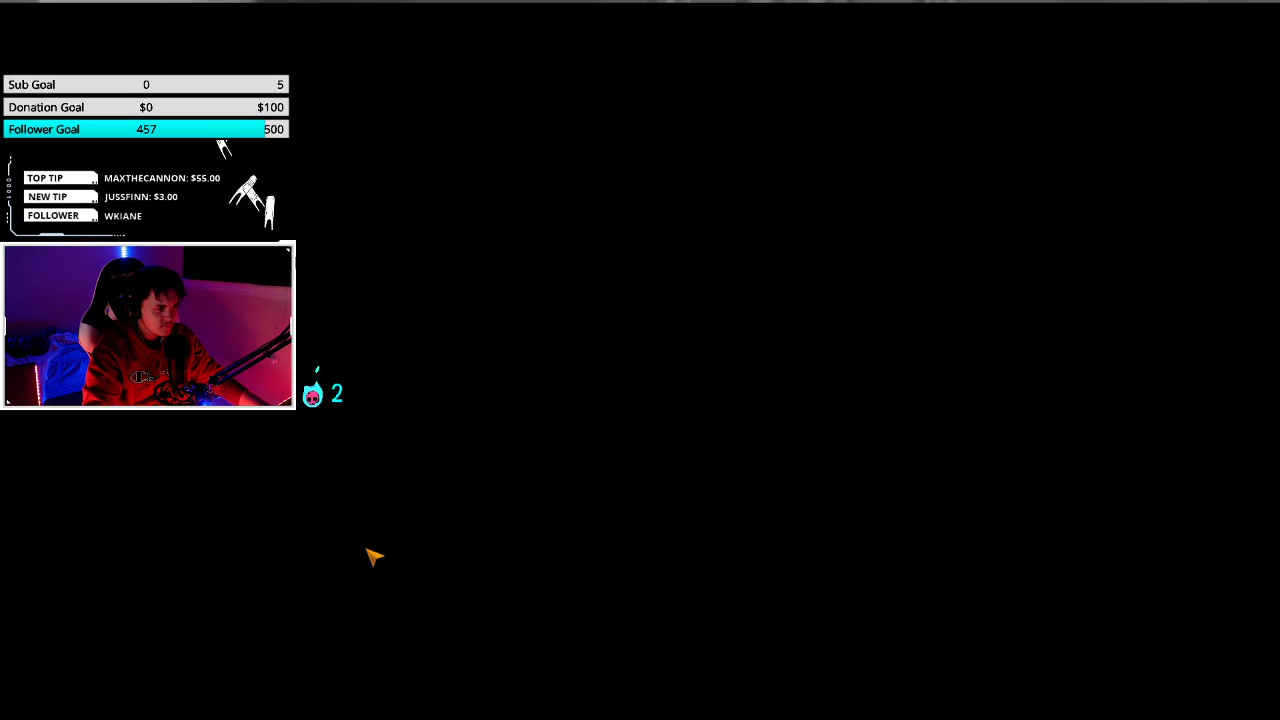 Sub Goal 0 5
Donation Goal $0 $100
Follower Goal 457 500
TOP TIP MAXTHECANNON: $55.00
NEW TIP JUSSFINN: $3.00
FOLLOWER WKIANE
2